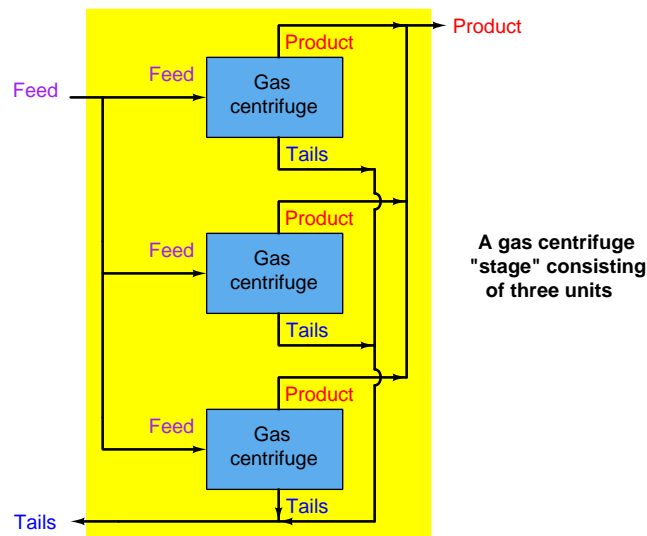 Product
Product
Feed
Feed
Gas
centrifuge
Tails
Product
Feed
Gas
centrifuge
A gas centrifuge
"stage" consisting
of three units
Tails
Product
Feed
Gas
centrifuge
Tails
Tails